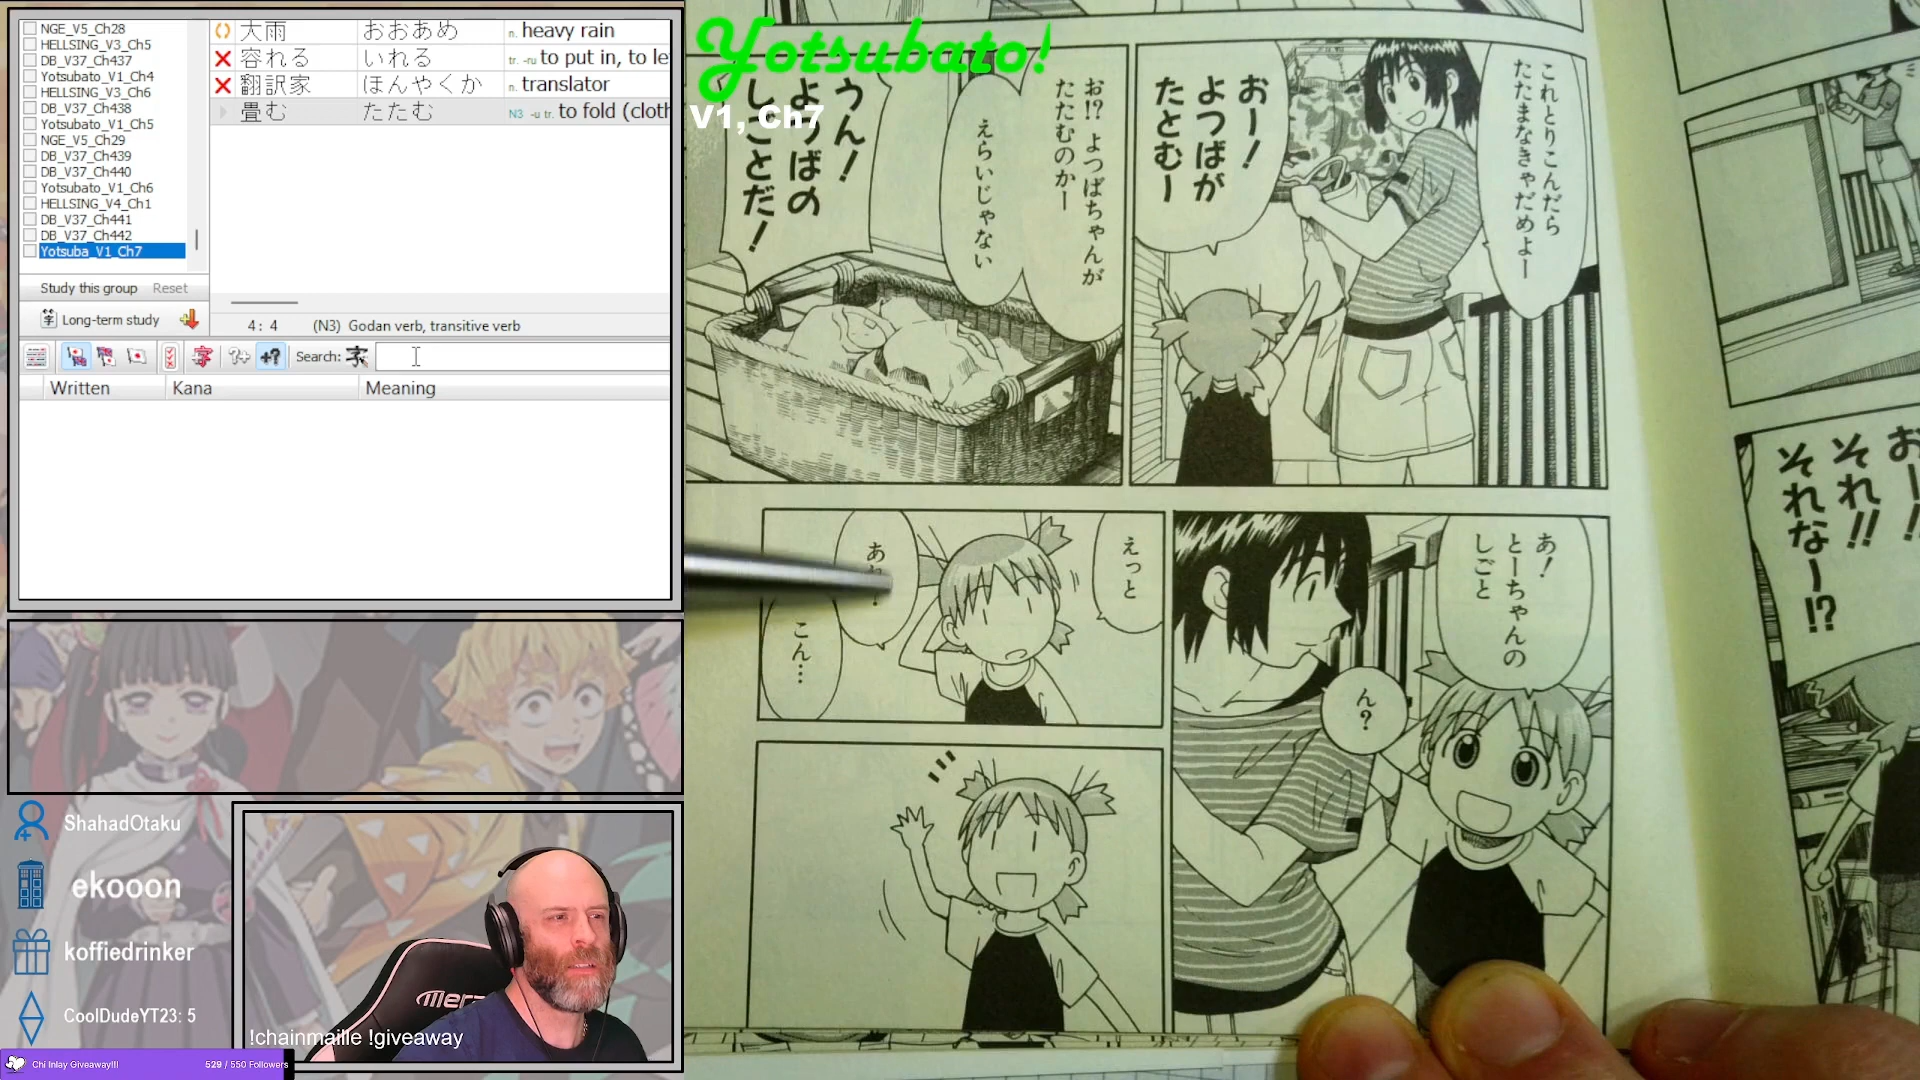 NGE_V5_Ch28
HELLSING_V3_Ch5
DB_V37_Ch437
Yotsubato_V1_Ch4
HELLSING_V3_Ch6
DB_V37_Ch438
Yotsubato_V1_Ch5
NGE_V5_Ch29
DB_V37_Ch439
DB_V37_Ch440
Yotsubato_V1_Ch6
HELLSING_V4_Ch1
DB_V37_Ch441
DB_V37_Ch442
Yotsuba_V1_Ch7
Study this group Reset
Long-term study
大雨 おおあめ n. heavy rain
容れる いれる tr. -ru to put in, to le
翻訳家 ほんやくか n. translator
畳む たたむ N3 -u tr. to fold (cloth
4: 4 (N3) Godan verb, transitive verb
Search:
Written Kana Meaning
Yotsubato!
V1, Ch7
これとりこんだら
たたまなきゃだめよー
おー!
よつばが
たとむー
お!?よつばちゃんが
たたむのかー
えらいじゃない
うん!
よつばの
しごとだ!
あ!
とーちゃんの
しごと
ん?
えっと
こん…
それ!!
それなー!?
ShahadOtaku
ekooon
koffiedrinker
CoolDudeYT23: 5
!chainmaille !giveaway
Chi Inlay Giveaway!!!
529 / 550 Followers